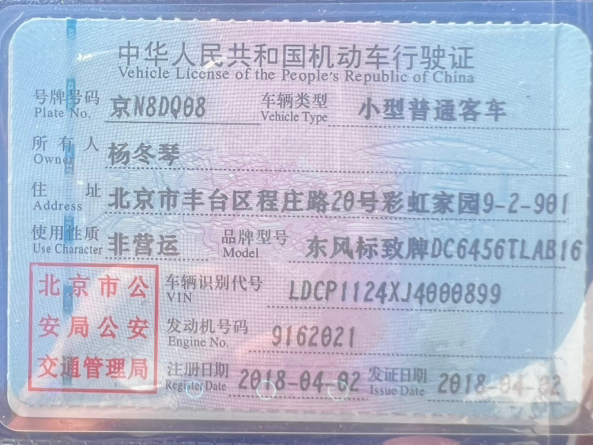 中华人民共和国机动车行驶证
Vehicle License of the People's Republic of China
号牌号码 京N8DQ08 车辆类型 小型普通客车
Plate No. Vehicle Type
所有人 杨冬琴
Owner
住址 北京市丰台区程庄路20号彩虹家园9-2-901
Address
使用性质 非营运 品牌型号 东风标致牌DC6456TLAB16
Use Character Model
北京市公
安局公安
交通管理局
车辆识别代号 LDCP1124XJ4000899
VIN
发动机号码 9162021
Engine No.
注册日期 2018-04-02 发证日期 2018-04-02
Register Date Issue Date